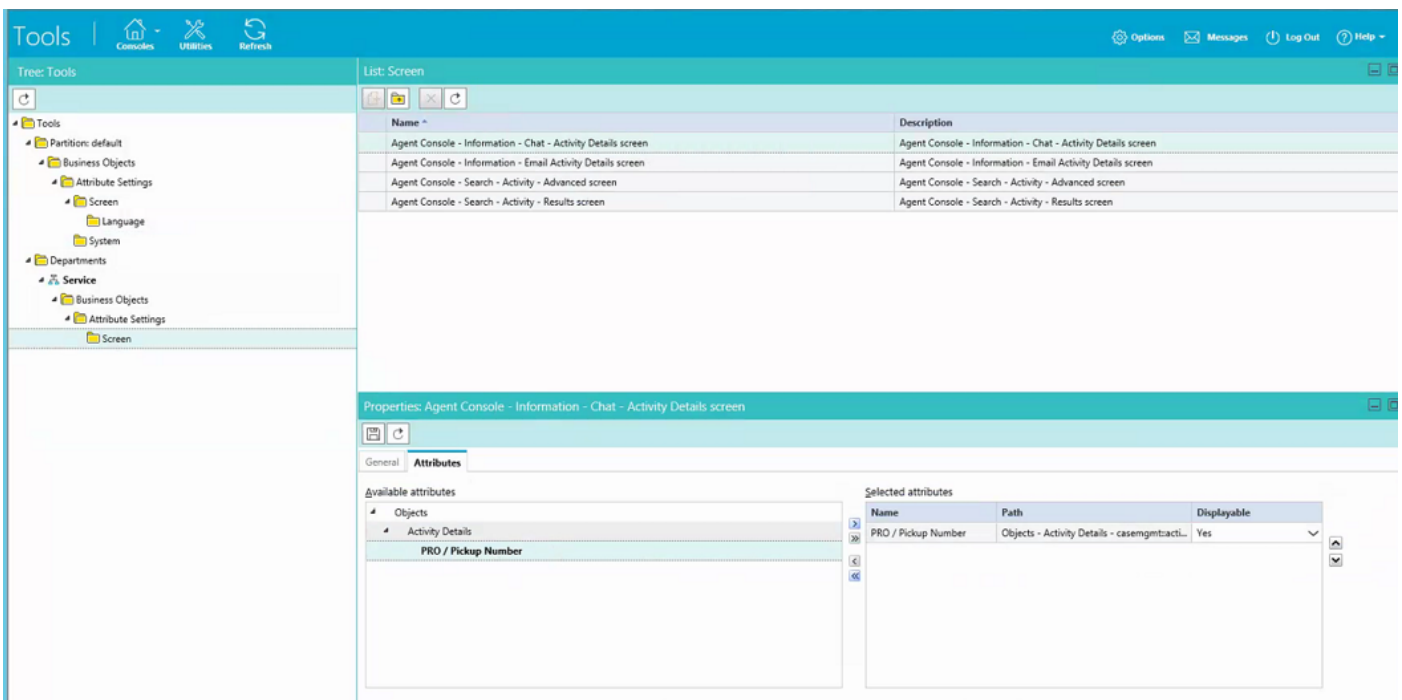 Tools
Consoles
Utilities
Refresh
Options
Messages
Log Out
Help
Tree: Tools
Tools
Partition: default
Business Objects
Attribute Settings
Screen
Language
System
Departments
Service
Business Objects
Attribute Settings
Screen
List: Screen
Name Description
Agent Console - Information - Chat - Activity Details screen Agent Console - Information - Chat - Activity Details screen
Agent Console - Information - Email Activity Details screen Agent Console - Information - Email Activity Details screen
Agent Console - Search - Activity - Advanced screen Agent Console - Search - Activity - Advanced screen
Agent Console - Search - Activity - Results screen Agent Console - Search - Activity - Results screen
Properties: Agent Console - Information - Chat - Activity Details screen
General Attributes
Available attributes
Objects
Activity Details
PRO / Pickup Number
Selected attributes
Name Path Displayable
PRO / Pickup Number Objects - Activity Details - casemgmt:acti... Yes